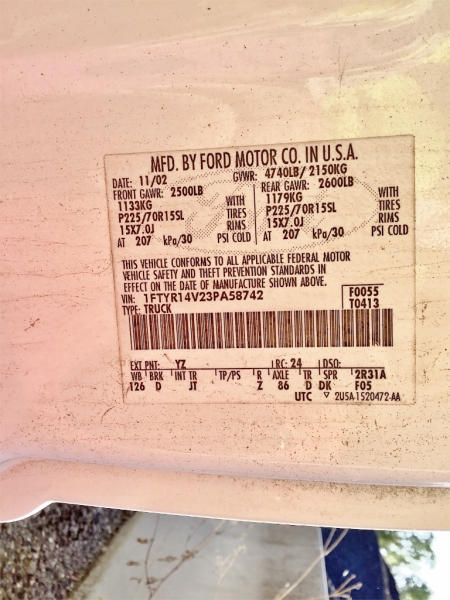 MFD. BY FORD MOTOR CO. IN U.S.A.
DATE: 11/02 GVWR: 4740LB/ 2150KG
FRONT GAWR: 2500LB REAR GAWR: 2600LB
1133KG WITH 1179KG WITH
P225/70R15SL TIRES P225/70R15SL TIRES
15X7.0J RIMS 15X7.0J RIMS
AT 207 kPa/30 PSI COLD AT 207 kPa/30 PSI COLD
THIS VEHICLE CONFORMS TO ALL APPLICABLE FEDERAL MOTOR
VEHICLE SAFETY AND THEFT PREVENTION STANDARDS IN
EFFECT ON THE DATE OF MANUFACTURE SHOWN ABOVE.
VIN: 1FTYR14V23PA58742 F0055
TYPE: TRUCK T0413
EXT PNT: YZ RC: 24 DSO:
WB BRK INT TR TP/PS R AXLE TR SPR 2R31A
126 D JT Z 86 D DK F05
UTC ▽ 2U5A-1520472-AA